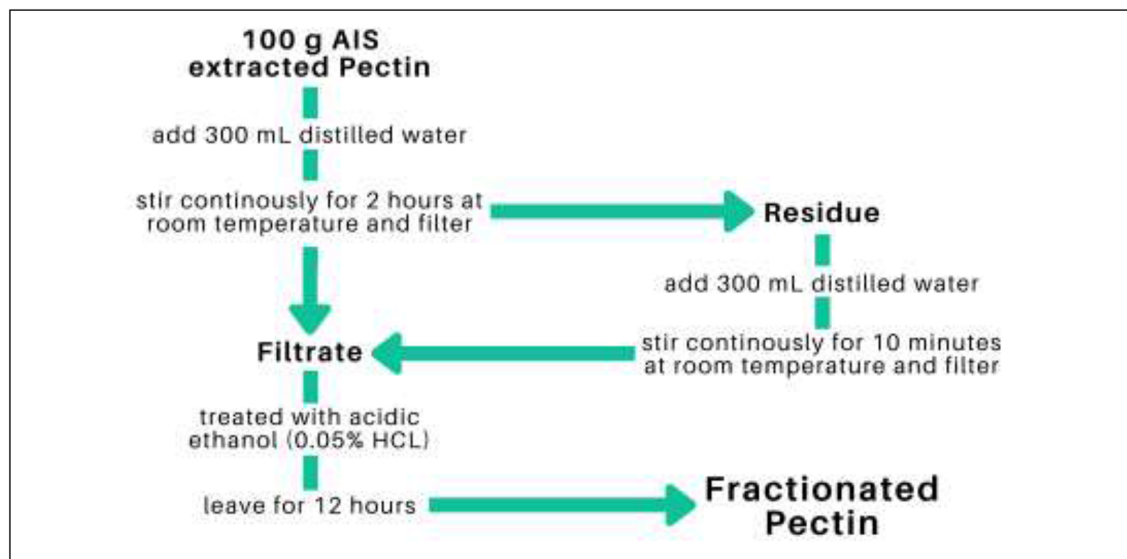 100 g AIS
extracted Pectin
add 300 mL distilled water
stir continously for 2 hours at
room temperature and filter
Residue
add 300 mL distilled water
stir continously for 10 minutes
at room temperature and filter
Filtrate
treated with acidic
ethanol (0.05% HCL)
leave for 12 hours
Fractionated
Pectin